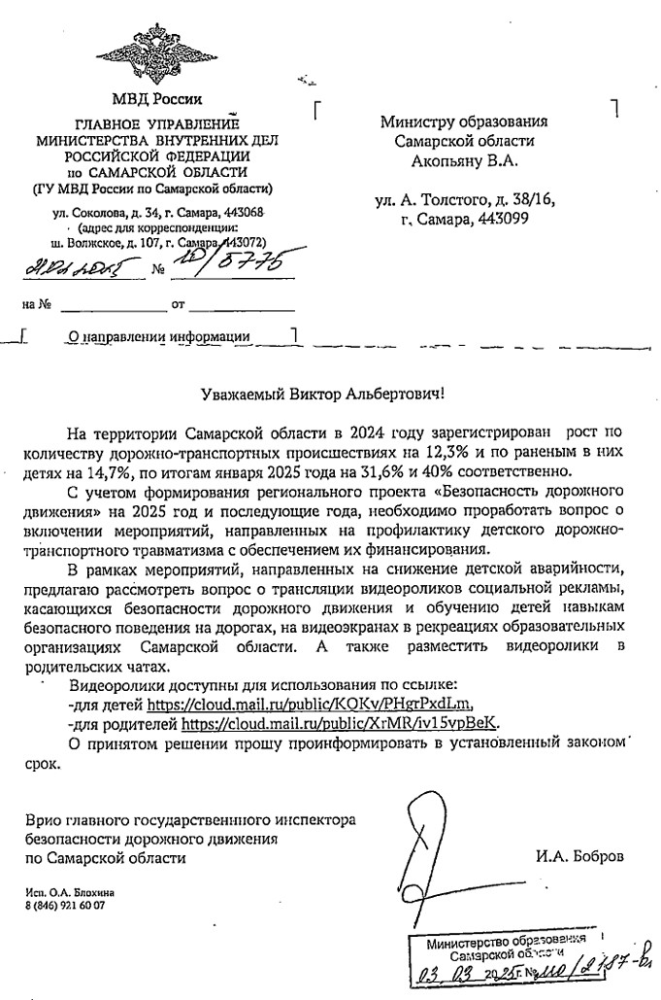 МВД России
ГЛАВНОЕ УПРАВЛЕНИЕ
МИНИСТЕРСТВА ВНУТРЕННИХ ДЕЛ
РОССИЙСКОЙ ФЕДЕРАЦИИ
по САМАРСКОЙ ОБЛАСТИ
(ГУ МВД России по Самарской области)
ул. Соколова, д. 34, г. Самара, 443068
(адрес для корреспонденции:
ш. Волжское, д. 107, г. Самара, 443072)
№ 10/5775
на № от
О направлении информации
Министру образования
Самарской области
Акопьяну В.А.
ул. А. Толстого, д. 38/16,
г. Самара, 443099
Уважаемый Виктор Альбертович!
На территории Самарской области в 2024 году зарегистрирован рост по
количеству дорожно-транспортных происшествиях на 12,3% и по раненым в них
детях на 14,7%, по итогам января 2025 года на 31,6% и 40% соответственно.
С учетом формирования регионального проекта «Безопасность дорожного
движения» на 2025 год и последующие года, необходимо проработать вопрос о
включении мероприятий, направленных на профилактику детского дорожно-
транспортного травматизма с обеспечением их финансирования.
В рамках мероприятий, направленных на снижение детской аварийности,
предлагаю рассмотреть вопрос о трансляции видеороликов социальной рекламы,
касающихся безопасности дорожного движения и обучению детей навыкам
безопасного поведения на дорогах, на видеоэкранах в рекреациях образовательных
организациях Самарской области. А также разместить видеоролики в
родительских чатах.
Видеоролики доступны для использования по ссылке:
-для детей https://cloud.mail.ru/public/KQKv/PHgrPxdLm,
-для родителей https://cloud.mail.ru/public/XrMR/iv15vpBeK.
О принятом решении прошу проинформировать в установленный законом
срок.
Врио главного государственнного инспектора
безопасности дорожного движения
по Самарской области
И.А. Бобров
Исп. О.А. Блохина
8 (846) 921 60 07
Министерство образования
Самарской области
03.03 2025г. № МО/2187-вп